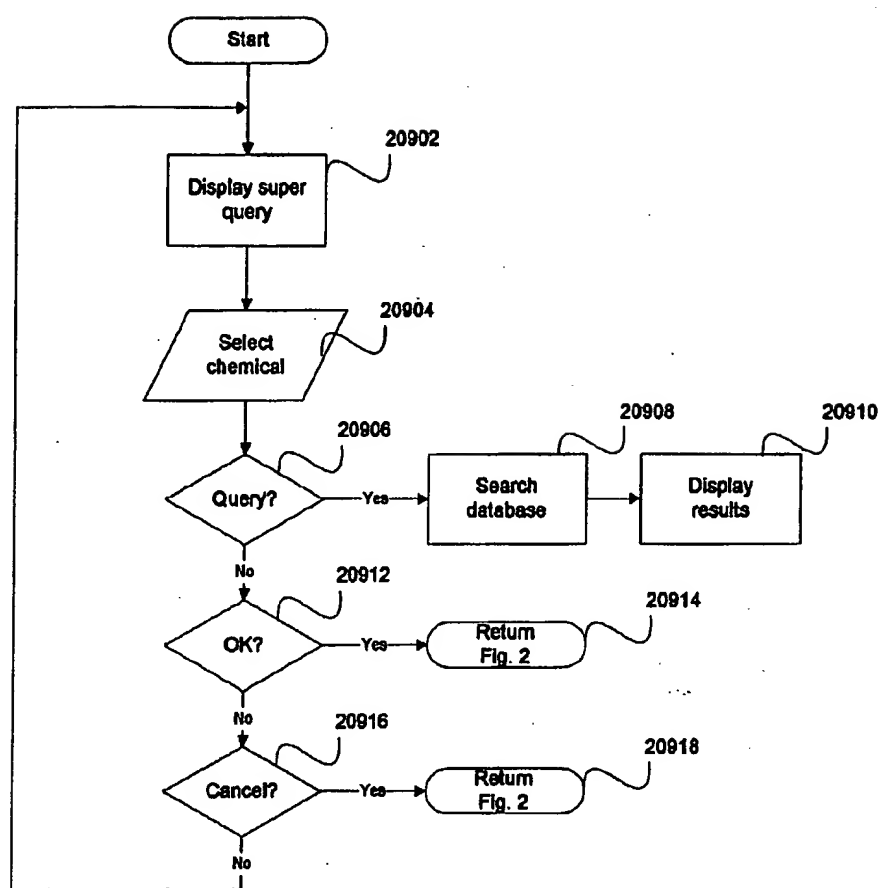 Start
20902
Display super
query
20904
Select
chemical
20906
Query?
Yes
20908
Search
database
20910
Display
results
No
20912
OK?
Yes
20914
Return
Fig. 2
No
20916
Cancel?
Yes
20918
Return
Fig. 2
No